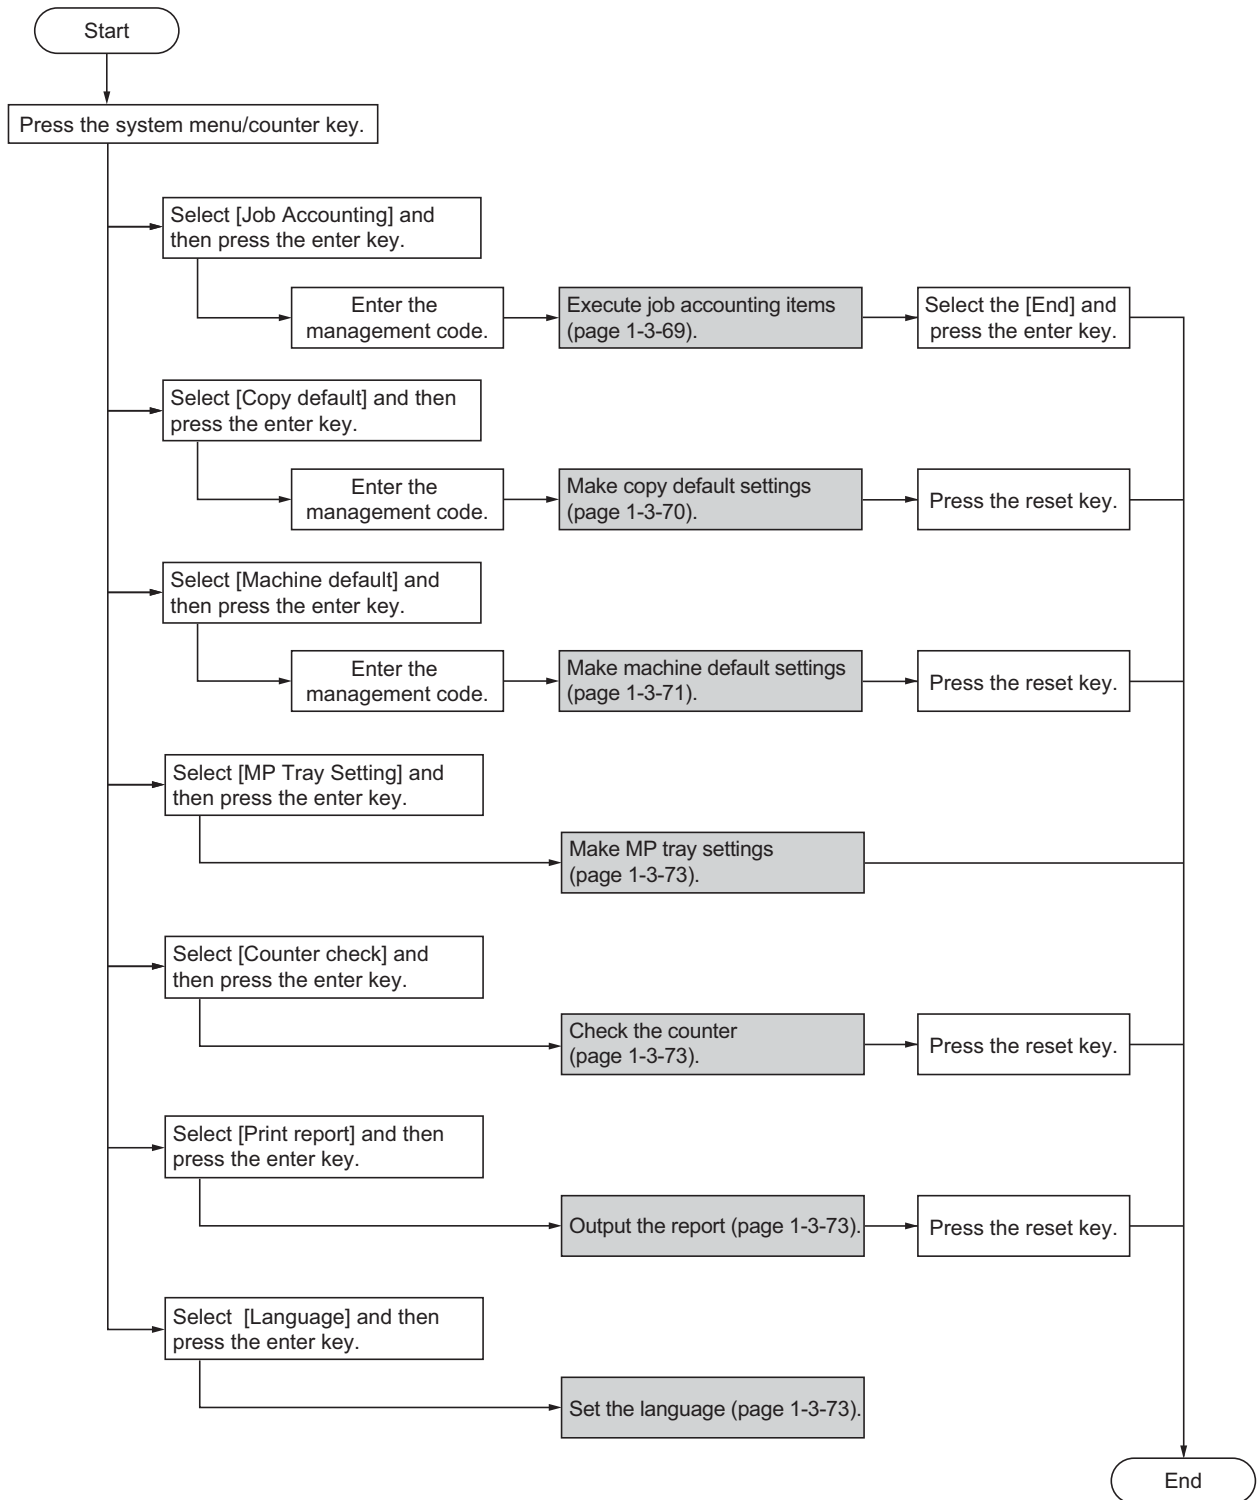 Start
Press the system menu/counter key.
Select [Job Accounting] and
then press the enter key.
Enter the
management code.
Execute job accounting items
(page 1-3-69).
Select the [End] and
press the enter key.
Select [Copy default] and then
press the enter key.
Enter the
management code.
Make copy default settings
(page 1-3-70).
Press the reset key.
Select [Machine default] and
then press the enter key.
Enter the
management code.
Make machine default settings
(page 1-3-71).
Press the reset key.
Select [MP Tray Setting] and
then press the enter key.
Make MP tray settings
(page 1-3-73).
Select [Counter check] and
then press the enter key.
Check the counter
(page 1-3-73).
Press the reset key.
Select [Print report] and then
press the enter key.
Output the report (page 1-3-73).
Press the reset key.
Select  [Language] and then
press the enter key.
Set the language (page 1-3-73).
End